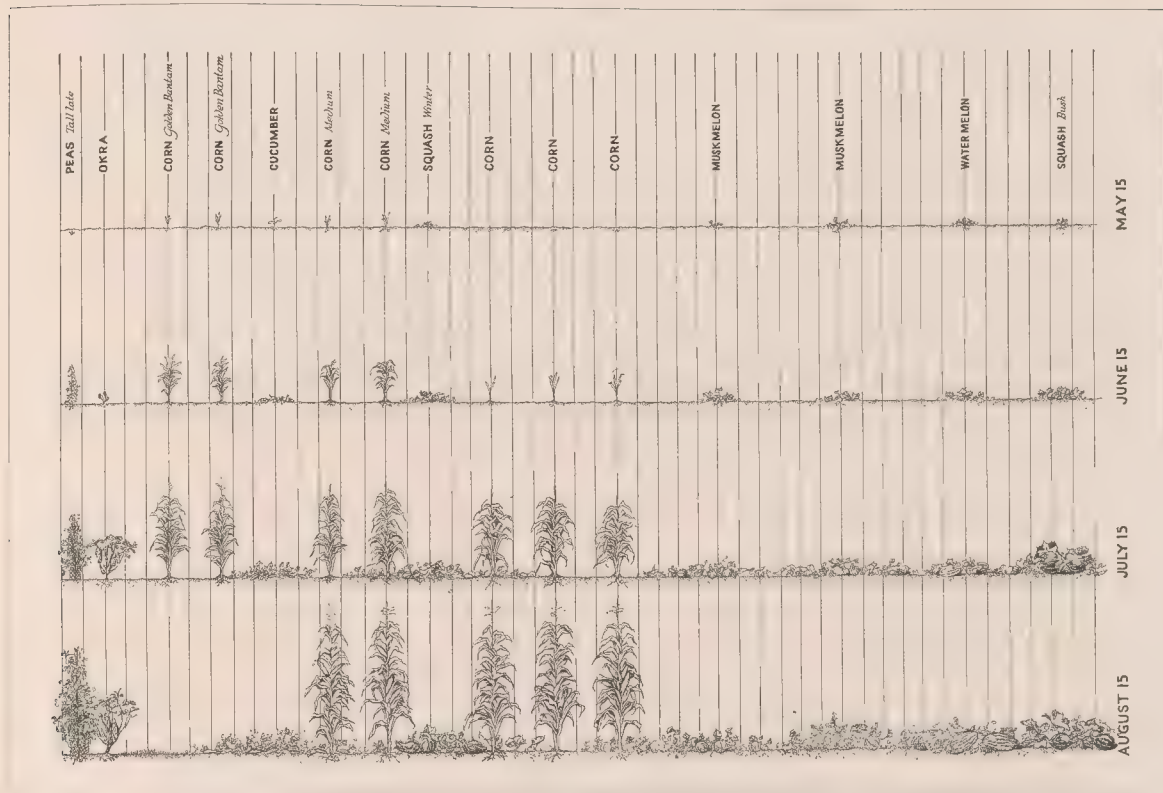 PEAS Tall late
OKRA
CORN Golden Bantam
CORN Golden Bantam
CUCUMBER
CORN Medium
CORN Medium
SQUASH Winter
CORN
CORN
CORN
MUSKMELON
MUSKMELON
WATER MELON
SQUASH Bush
MAY 15
JUNE 15
JULY 15
AUGUST 15